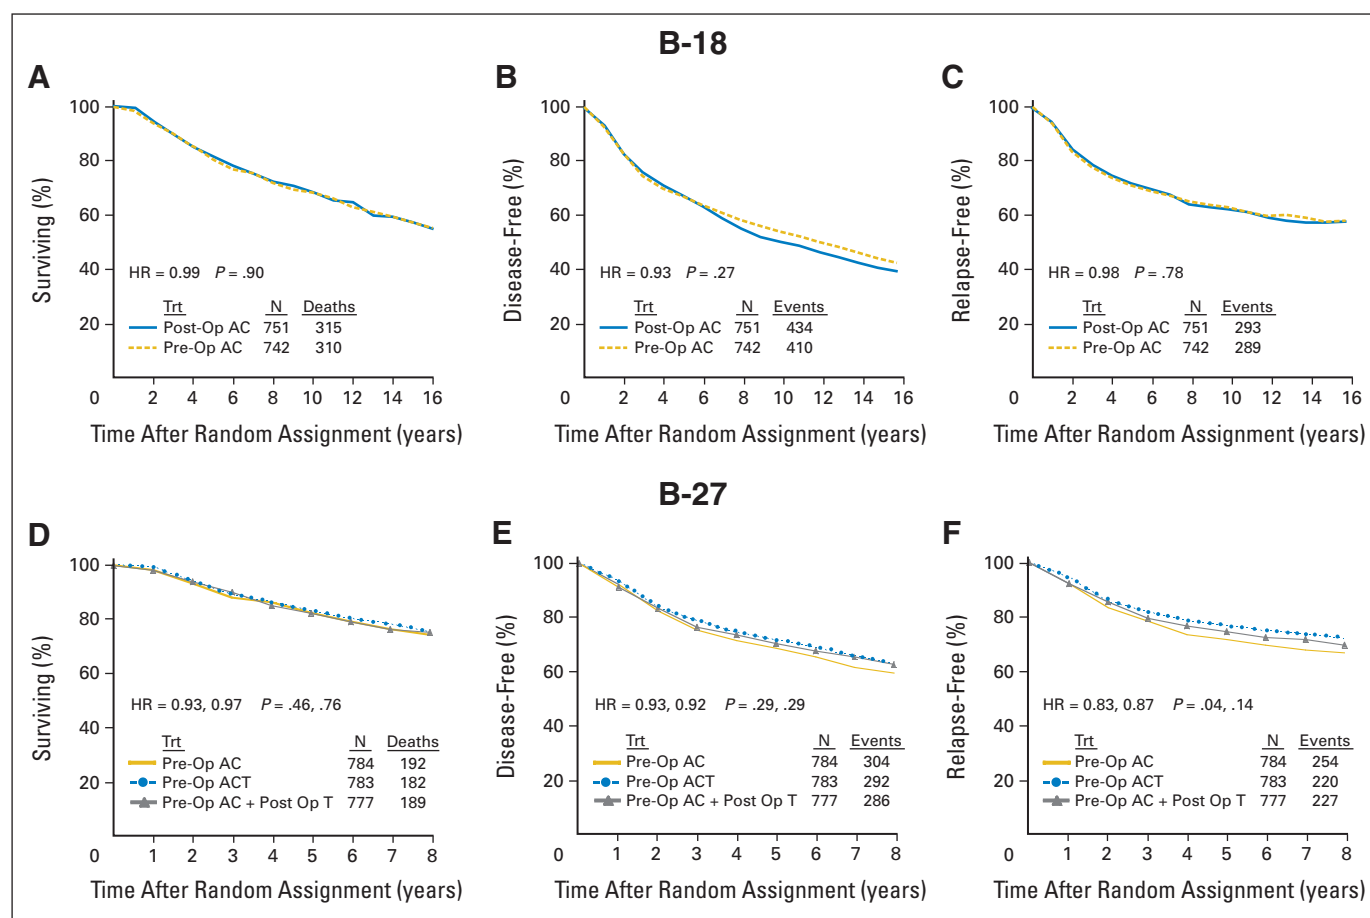 B-18
A
100
80
60
40
20
0
Surviving (%)
HR = 0.99 P = .90
Trt N Deaths
Post-Op AC 751 315
Pre-Op AC 742 310
2 4 6 8 10 12 14 16
Time After Random Assignment (years)
B
100
80
60
40
20
0
Disease-Free (%)
HR = 0.93 P = .27
Trt N Events
Post-Op AC 751 434
Pre-Op AC 742 410
2 4 6 8 10 12 14 16
Time After Random Assignment (years)
C
100
80
60
40
20
0
Relapse-Free (%)
HR = 0.98 P = .78
Trt N Events
Post-Op AC 751 293
Pre-Op AC 742 289
2 4 6 8 10 12 14 16
Time After Random Assignment (years)
B-27
D
100
80
60
40
20
0
Surviving (%)
HR = 0.93, 0.97 P = .46, .76
Trt N Deaths
Pre-Op AC 784 192
Pre-Op ACT 783 182
Pre-Op AC + Post Op T 777 189
1 2 3 4 5 6 7 8
Time After Random Assignment (years)
E
100
80
60
40
20
0
Disease-Free (%)
HR = 0.93, 0.92 P = .29, .29
Trt N Events
Pre-Op AC 784 304
Pre-Op ACT 783 292
Pre-Op AC + Post Op T 777 286
1 2 3 4 5 6 7 8
Time After Random Assignment (years)
F
100
80
60
40
20
0
Relapse-Free (%)
HR = 0.83, 0.87 P = .04, .14
Trt N Events
Pre-Op AC 784 254
Pre-Op ACT 783 220
Pre-Op AC + Post Op T 777 227
1 2 3 4 5 6 7 8
Time After Random Assignment (years)